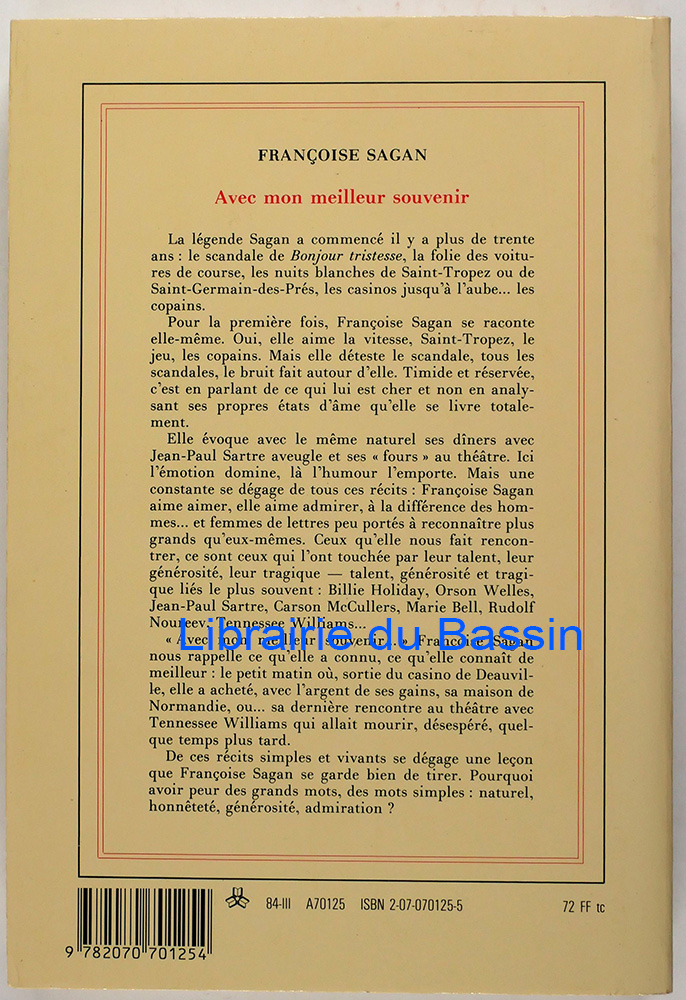 FRANÇOISE SAGAN
Avec mon meilleur souvenir
La légende Sagan a commencé il y a plus de trente
ans : le scandale de Bonjour tristesse, la folie des voitu-
res de course, les nuits blanches de Saint-Tropez ou de
Saint-Germain-des-Prés, les casinos jusqu'à l'aube... les
copains.
Pour la première fois, Françoise Sagan se raconte
elle-même. Oui, elle aime la vitesse, Saint-Tropez, le
jeu, les copains. Mais elle déteste le scandale, tous les
scandales, le bruit fait autour d'elle. Timide et réservée,
c'est en parlant de ce qui lui est cher et non en analy-
sant ses propres états d'âme qu'elle se livre totale-
ment.
Elle évoque avec le même naturel ses dîners avec
Jean-Paul Sartre aveugle et ses « fours » au théâtre. Ici
l'émotion domine, là l'humour l'emporte. Mais une
constante se dégage de tous ces récits : Françoise Sagan
aime aimer, elle aime admirer, à la différence des hom-
mes... et femmes de lettres peu portés à reconnaître plus
grands qu'eux-mêmes. Ceux qu'elle nous fait rencon-
trer, ce sont ceux qui l'ont touchée par leur talent, leur
générosité, leur tragique — talent, générosité et tragi-
que liés le plus souvent : Billie Holiday, Orson Welles,
Jean-Paul Sartre, Carson McCullers, Marie Bell, Rudolf
Noureev, Tennessee Williams...
Librairie du Bassin
« Avec mon meilleur souvenir... » Françoise Sagan
nous rappelle ce qu'elle a connu, ce qu'elle connaît de
meilleur : le petit matin où, sortie du casino de Deauvil-
le, elle a acheté, avec l'argent de ses gains, sa maison de
Normandie, ou... sa dernière rencontre au théâtre avec
Tennessee Williams qui allait mourir, désespéré, quel-
que temps plus tard.
De ces récits simples et vivants se dégage une leçon
que Françoise Sagan se garde bien de tirer. Pourquoi
avoir peur des grands mots, des mots simples : naturel,
honnêteté, générosité, admiration ?
84-III A70125 ISBN 2-07-070125-5 72 FF tc
9 782070 701254